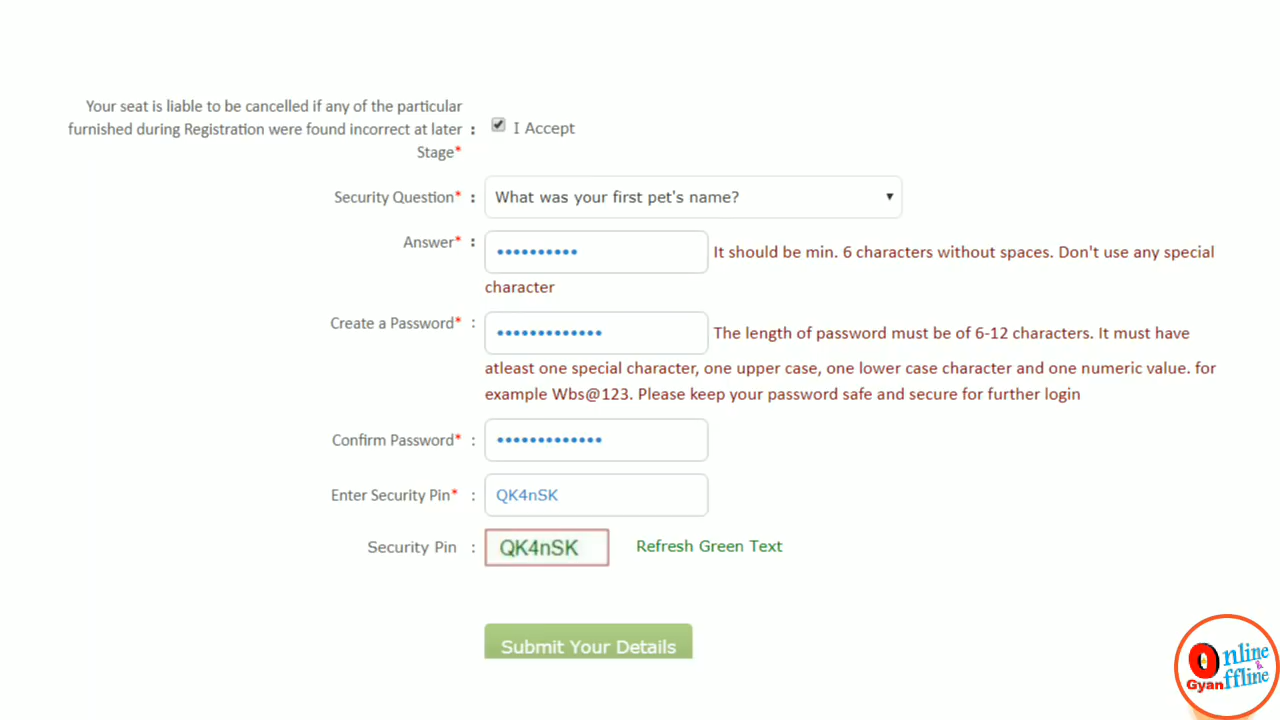 Your seat is liable to be cancelled if any of the particular
furnished during Registration were found incorrect at later : I Accept
Stage*
Security Question* : What was your first pet's name?
Answer* : •••••••••• It should be min. 6 characters without spaces. Don't use any special
character
Create a Password* : ••••••••••••• The length of password must be of 6-12 characters. It must have
atleast one special character, one upper case, one lower case character and one numeric value. for
example Wbs@123. Please keep your password safe and secure for further login
Confirm Password* : •••••••••••••
Enter Security Pin* : QK4nSK
Security Pin : QK4nSK Refresh Green Text
Submit Your Details
Online
&
Gyan Offline